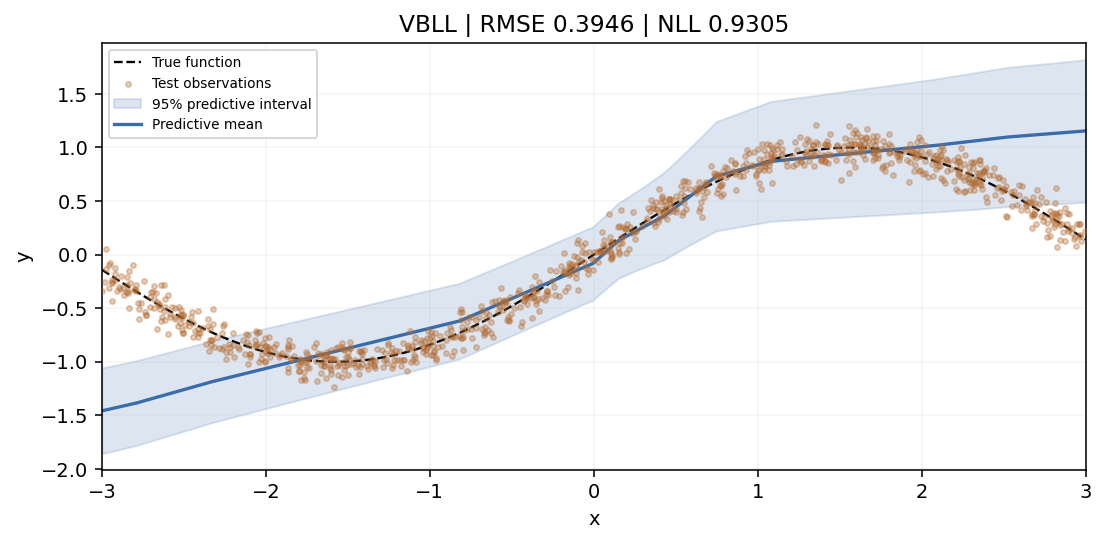 VBLL | RMSE 0.3946 | NLL 0.9305
True function
Test observations
95% predictive interval
Predictive mean
1.5
1.0
0.5
0.0
−0.5
−1.0
−1.5
−2.0
y
−3
−2
−1
0
1
2
3
x